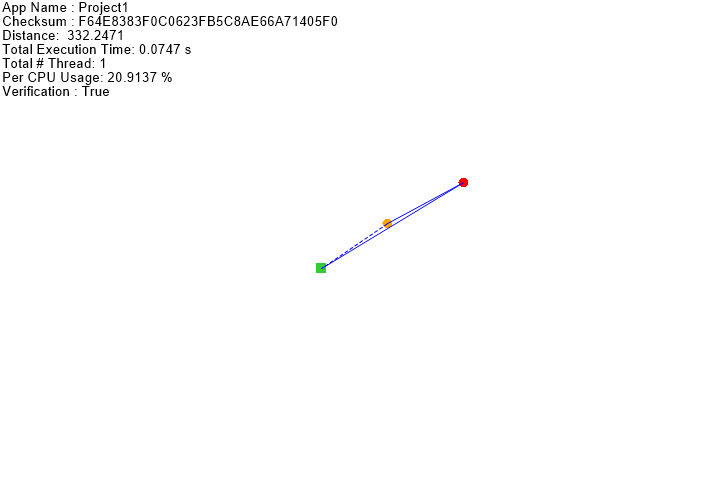 App Name : Project1
Checksum : F64E8383F0C0623FB5C8AE66A71405F0
Distance:  332.2471
Total Execution Time: 0.0747 s
Total # Thread: 1
Per CPU Usage: 20.9137 %
Verification : True